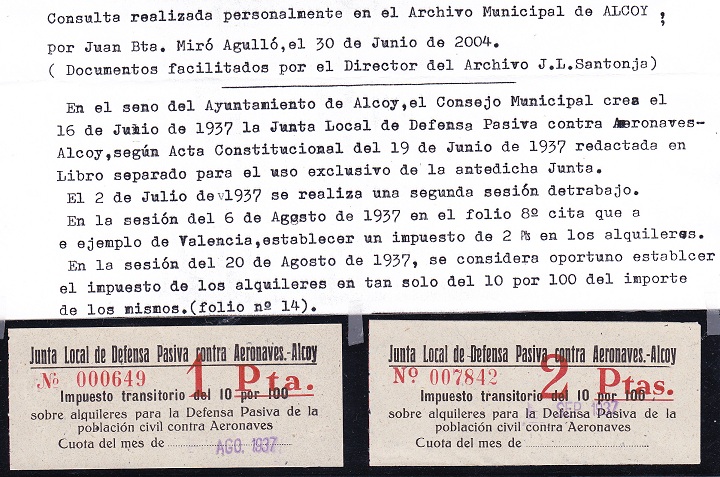 Consulta realizada personalmente en el Archivo Municipal de ALCOY ,
por Juan Bta. Miró Agulló,el 30 de Junio de 2004.
( Documentos facilitados por el Director del Archivo J.L.Santonja)
En el seno del Ayuntamiento de Alcoy,el Consejo Municipal crea el
16 de Junio de 1937 la Junta Local de Defensa Pasiva contra Aeronaves-
Alcoy,según Acta Constitucional del 19 de Junio de 1937 redactada en
Libro separado para el uso exclusivo de la antedicha Junta.
El 2 de Julio de 1937 se realiza una segunda sesión detrabajo.
En la sesión del 6 de Agosto de 1937 en el folio 8º cita que a
e ejemplo de Valencia,establecer un impuesto de 2 Pts en los alquileres.
En la sesión del 20 de Agosto de 1937, se considera oportuno establcer
el impuesto de los alquileres en tan solo del 10 por 100 del importe
de los mismos.(folio nº 14).
Junta Local de Defensa Pasiva contra Aeronaves.-Alcoy
Nº 000649 1 Pta.
Impuesto transitorio del 10 por 100
sobre alquileres para la Defensa Pasiva de la
población civil contra Aeronaves
Cuota del mes de AGO. 1937
Junta Local de Defensa Pasiva contra Aeronaves.-Alcoy
Nº 007842 2 Ptas.
Impuesto transitorio del 10 por 100
SEP. 1937
sobre alquileres para la Defensa Pasiva de la
población civil contra Aeronaves
Cuota del mes de